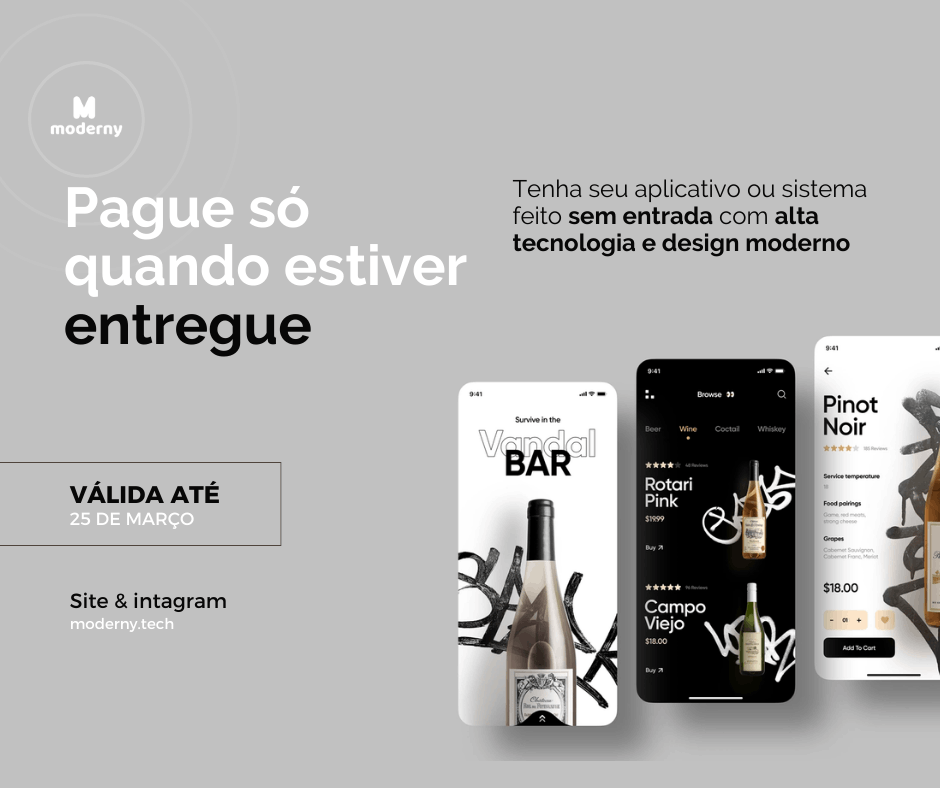 M
moderny
Pague só
quando estiver
entregue
Tenha seu aplicativo ou sistema
feito sem entrada com alta
tecnologia e design moderno
VÁLIDA ATÉ
25 DE MARÇO
Site & intagram
moderny.tech
9:41
Survive in the
Vandal
BAR
9:41
Browse
Beer Wine Coctail Whiskey
Rotari
Pink
$19.99
Buy
Campo
Viejo
$18.00
Buy
9:41
Pinot
Noir
Service temperature
Food pairings
Game, red meats,
strong cheese
Grapes
Cabernet Sauvignon,
Cabernet Franc, Merlot
$18.00
- 01 +
Add To Cart